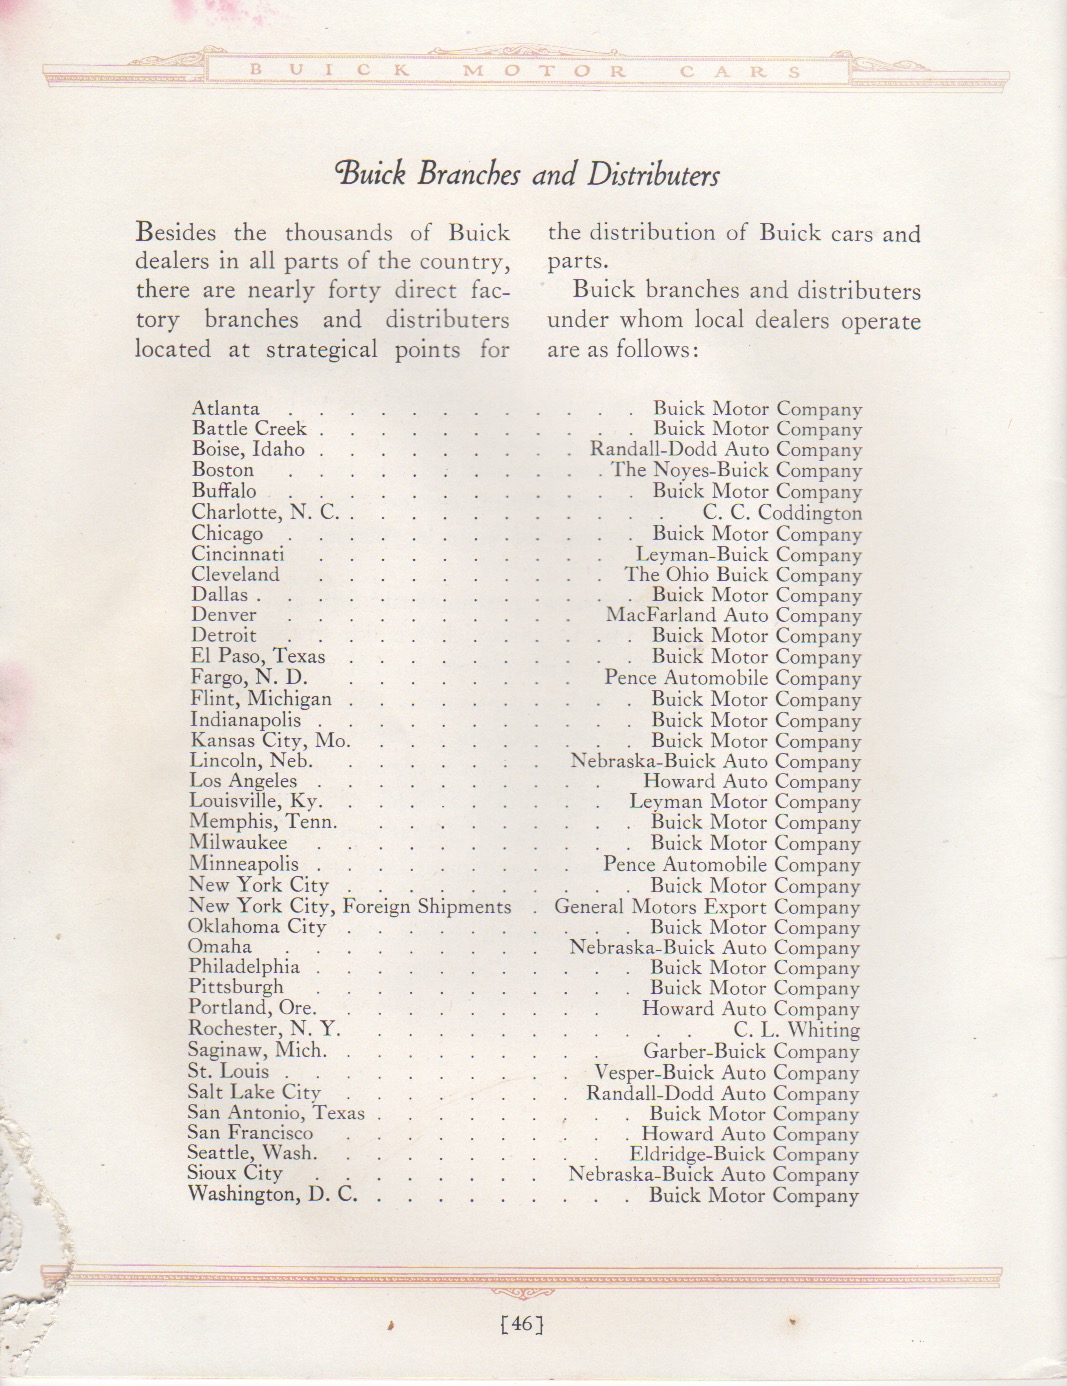 BUICK MOTOR CARS
Buick Branches and Distributers
Besides the thousands of Buick
dealers in all parts of the country,
there are nearly forty direct fac-
tory branches and distributers
located at strategical points for
the distribution of Buick cars and
parts.
Buick branches and distributers
under whom local dealers operate
are as follows:
Atlanta . . . . . . . . . . . . Buick Motor Company
Battle Creek . . . . . . . . . . . Buick Motor Company
Boise, Idaho . . . . . . . . . Randall-Dodd Auto Company
Boston . . . . . . . . . . . The Noyes-Buick Company
Buffalo . . . . . . . . . . . . Buick Motor Company
Charlotte, N. C. . . . . . . . . . . . C. C. Coddington
Chicago . . . . . . . . . . . . Buick Motor Company
Cincinnati . . . . . . . . . . Leyman-Buick Company
Cleveland . . . . . . . . . . The Ohio Buick Company
Dallas . . . . . . . . . . . . . Buick Motor Company
Denver . . . . . . . . . . MacFarland Auto Company
Detroit . . . . . . . . . . . . Buick Motor Company
El Paso, Texas . . . . . . . . . . Buick Motor Company
Fargo, N. D. . . . . . . . . Pence Automobile Company
Flint, Michigan . . . . . . . . . . Buick Motor Company
Indianapolis . . . . . . . . . . . Buick Motor Company
Kansas City, Mo. . . . . . . . . . Buick Motor Company
Lincoln, Neb. . . . . . . . Nebraska-Buick Auto Company
Los Angeles . . . . . . . . . . Howard Auto Company
Louisville, Ky. . . . . . . . . . Leyman Motor Company
Memphis, Tenn. . . . . . . . . . Buick Motor Company
Milwaukee . . . . . . . . . . . Buick Motor Company
Minneapolis . . . . . . . . . Pence Automobile Company
New York City . . . . . . . . . . Buick Motor Company
New York City, Foreign Shipments . General Motors Export Company
Oklahoma City . . . . . . . . . . Buick Motor Company
Omaha . . . . . . . . . Nebraska-Buick Auto Company
Philadelphia . . . . . . . . . . . Buick Motor Company
Pittsburgh . . . . . . . . . . . Buick Motor Company
Portland, Ore. . . . . . . . . . Howard Auto Company
Rochester, N. Y. . . . . . . . . . . . C. L. Whiting
Saginaw, Mich. . . . . . . . . . Garber-Buick Company
St. Louis . . . . . . . . . . Vesper-Buick Auto Company
Salt Lake City . . . . . . . . Randall-Dodd Auto Company
San Antonio, Texas . . . . . . . . . Buick Motor Company
San Francisco . . . . . . . . . . Howard Auto Company
Seattle, Wash. . . . . . . . . . Eldridge-Buick Company
Sioux City . . . . . . . . Nebraska-Buick Auto Company
Washington, D. C. . . . . . . . . . Buick Motor Company
[46]